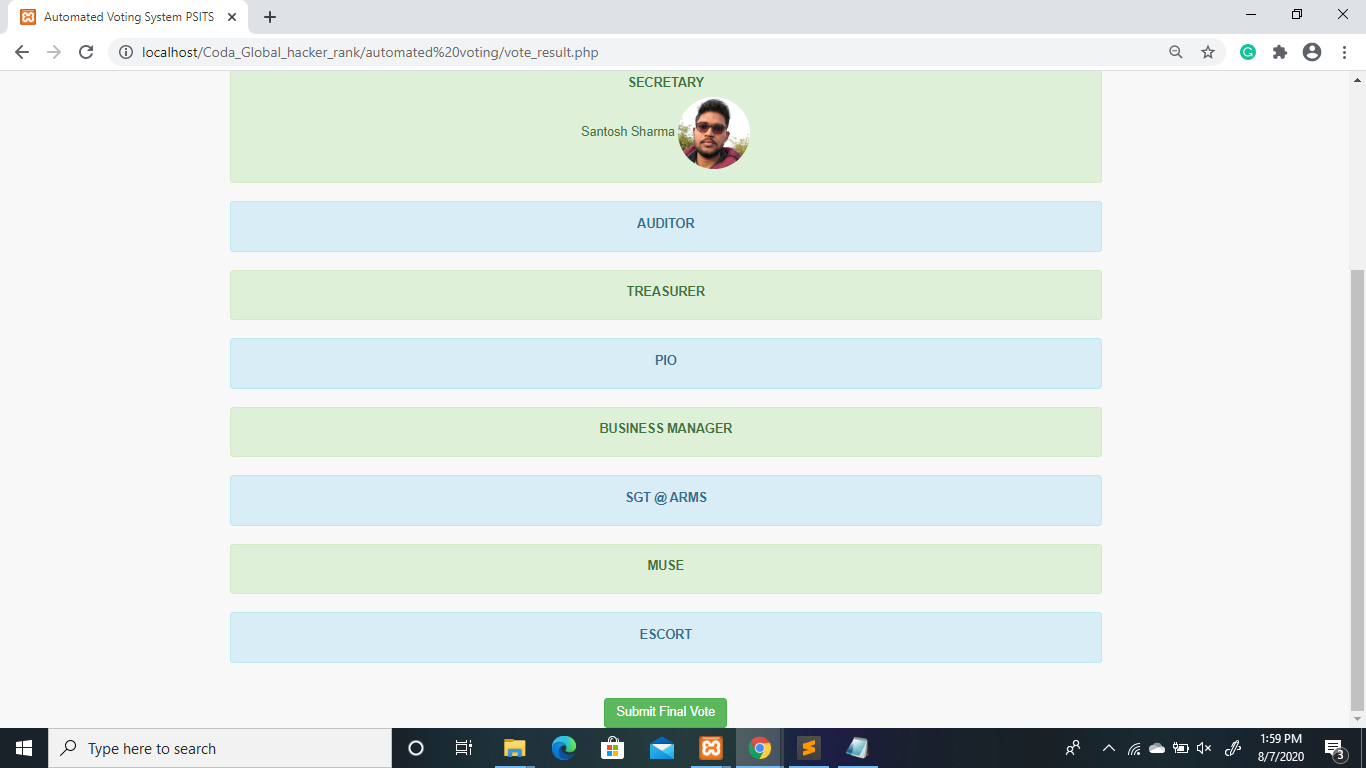 Automated Voting System PSITS
localhost/Coda_Global_hacker_rank/automated%20voting/vote_result.php
SECRETARY
Santosh Sharma
AUDITOR
TREASURER
PIO
BUSINESS MANAGER
SGT @ ARMS
MUSE
ESCORT
Submit Final Vote
Type here to search
1:59 PM
8/7/2020
3